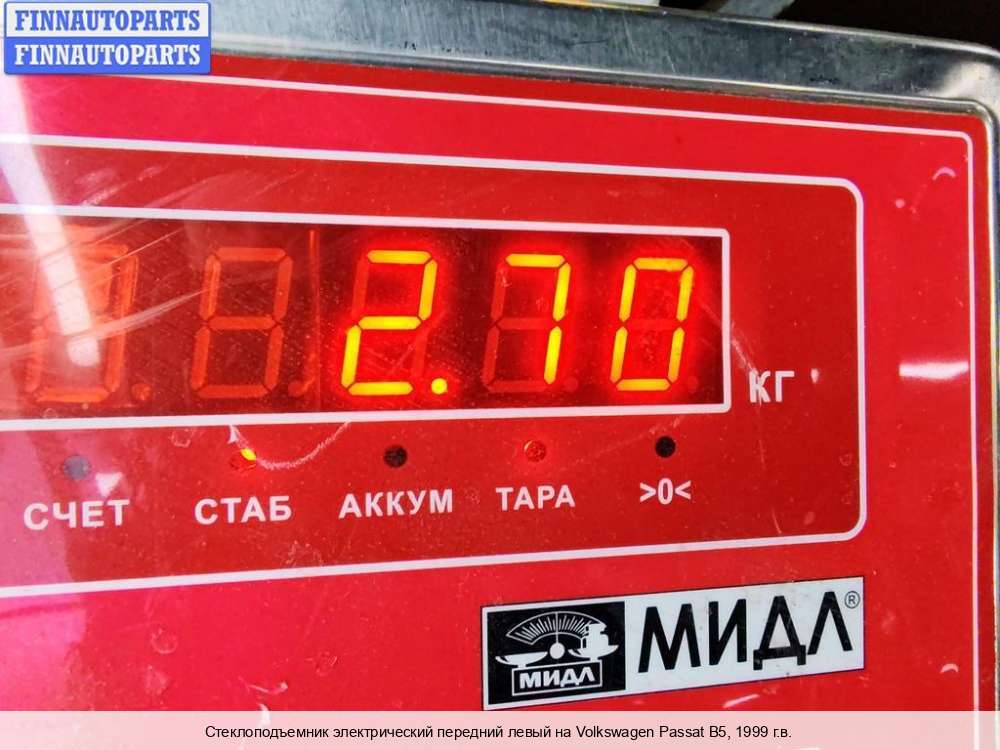 FINNAUTOPARTS
FINNAUTOPARTS
2.70
КГ
СЧЕТ СТАБ АККУМ ТАРА >0<
МИДЛ МИДЛ®
Стеклоподъемник электрический передний левый на Volkswagen Passat B5, 1999 г.в.